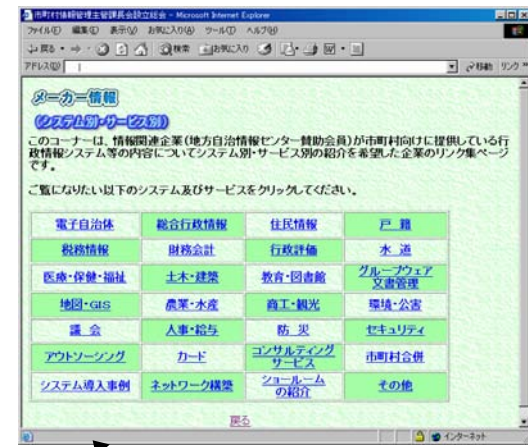 市町村情報管理主管課長会設立総会 - Microsoft Internet Explorer
ファイル(F) 編集(E) 表示(V) お気に入り(A) ツール(T) ヘルプ(H)
戻る 検索 お気に入り
アドレス(D) 移動 リンク
メーカー情報
(システム別・サービス別)
このコーナーは、情報関連企業(地方自治情報センター賛助会員)が市町村向けに提供している行
政情報システム等の内容についてシステム別・サービス別の紹介を希望した企業のリンク集ページ
です。
ご覧になりたい以下のシステム及びサービスをクリックしてください。
電子自治体 総合行政情報 住民情報 戸 籍
税務情報 財務会計 行政評価 水 道
医療・保健・福祉 土木・建築 教育・図書館 グループウェア
文書管理
地図・GIS 農業・水産 商工・観光 環境・公害
議 会 人事・給与 防 災 セキュリティ
アウトソーシング カード コンサルティング
サービス 市町村合併
システム導入事例 ネットワーク構築 ショールーム
の紹介 その他
戻る
インターネット